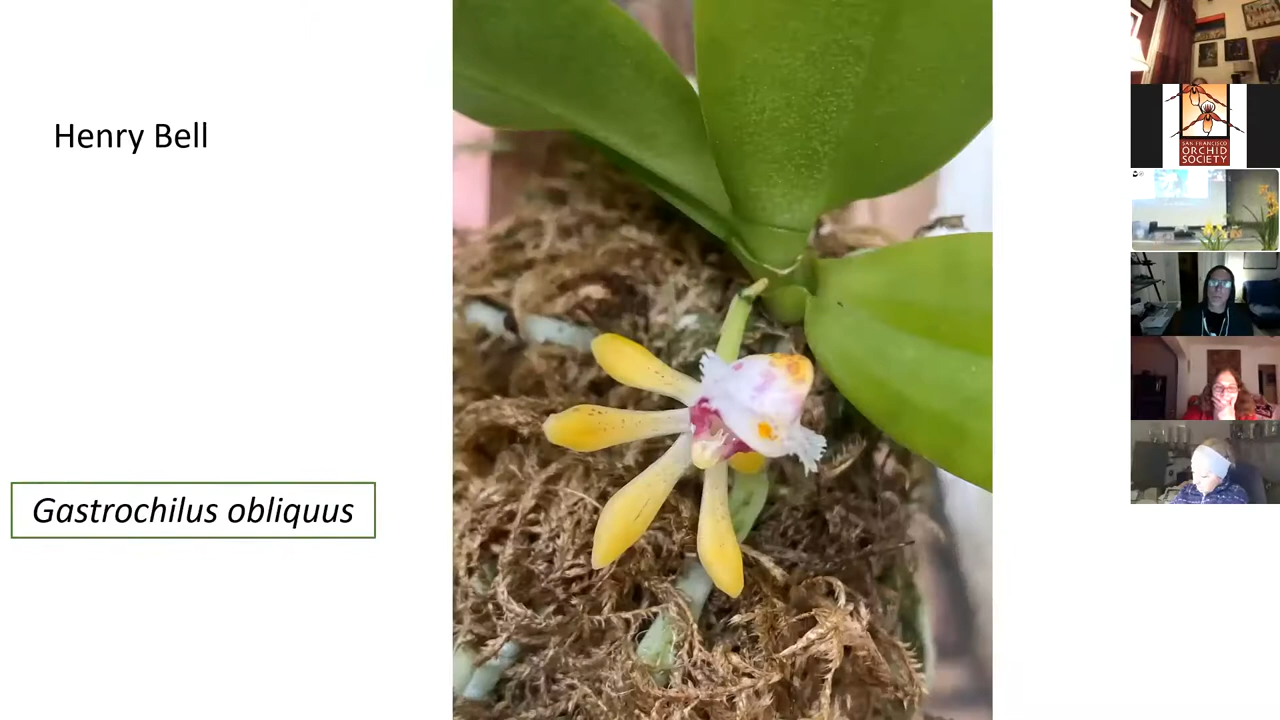 Henry Bell
Gastrochilus obliquus
SAN FRANCISCO
ORCHID
SOCIETY